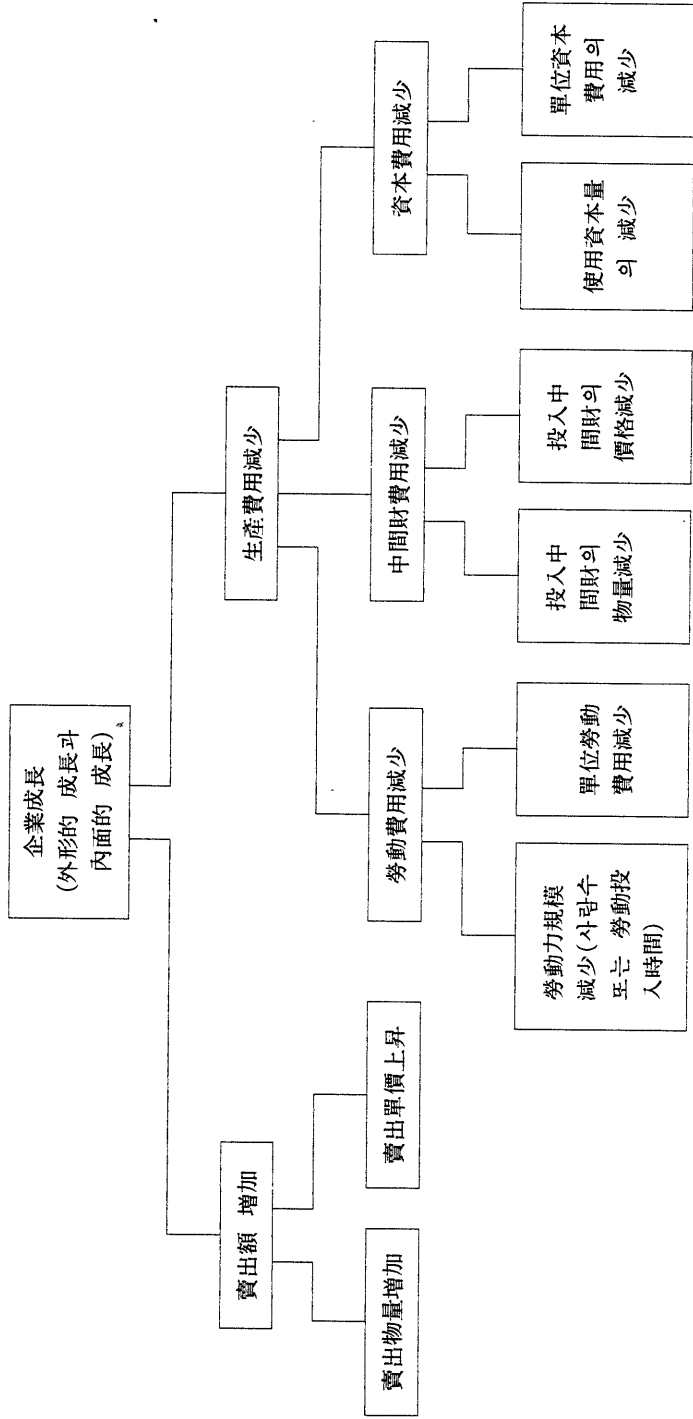 企業成長
(外形的 成長과
內面的 成長)
賣出額 增加
生產費用減少
賣出物量增加
賣出單價上昇
勞動費用減少
中間財費用減少
資本費用減少
勞動力規模
減少(사람수
또는 勞動投
入時間)
單位勞動
費用減少
投入中
間財의
物量減少
投入中
間財의
價格減少
使用資本量
의 減少
單位資本
費用의
減少